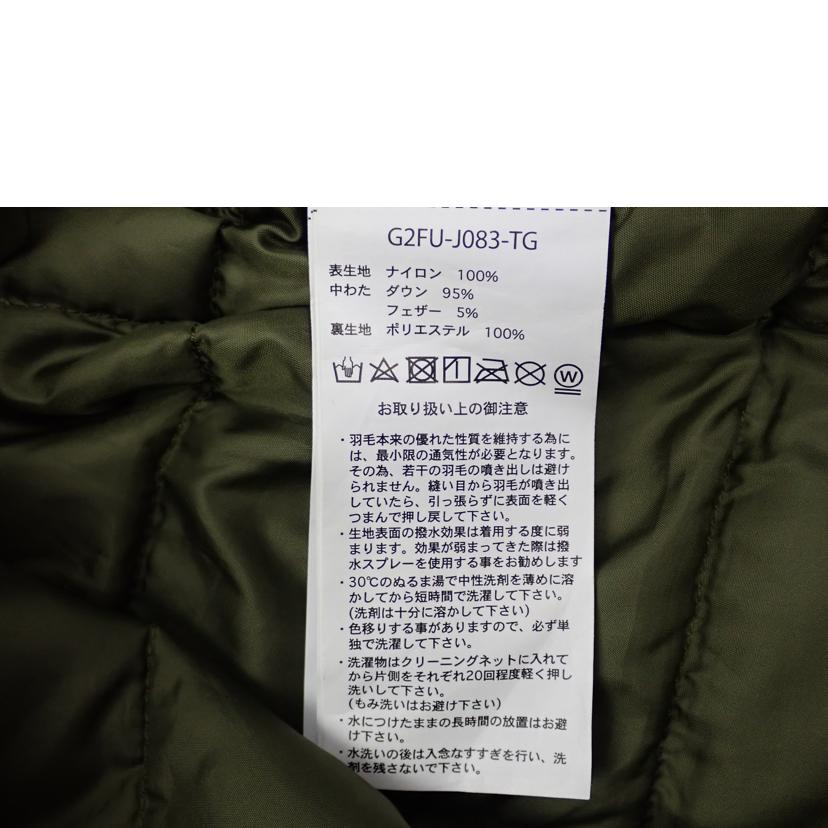 G2FU-J083-TG
表生地 ナイロン 100%
中わた ダウン 95%
フェザー 5%
裏生地 ポリエステル 100%
W
お取り扱い上の御注意
・羽毛本来の優れた性質を維持する為に
は、最小限の通気性が必要となります。
その為、若干の羽毛の噴き出しは避け
られません。縫い目から羽毛が噴き出
していたら、引っ張らずに表面を軽く
つまんで押し戻して下さい。
・生地表面の撥水効果は着用する度に弱
まります。効果が弱まってきた際は撥
水スプレーを使用する事をお勧めします
・30℃のぬるま湯で中性洗剤を薄めに溶
かしてから短時間で洗濯して下さい。
(洗剤は十分に溶かして下さい)
・色移りする事がありますので、必ず単
独で洗濯して下さい。
・洗濯物はクリーニングネットに入れて
から片側をそれぞれ20回程度軽く押し
洗いして下さい。
(もみ洗いはお避け下さい)
・水につけたままの長時間の放置はお避
け下さい。
・水洗いの後は入念なすすぎを行い、洗
剤を残さないで下さい。